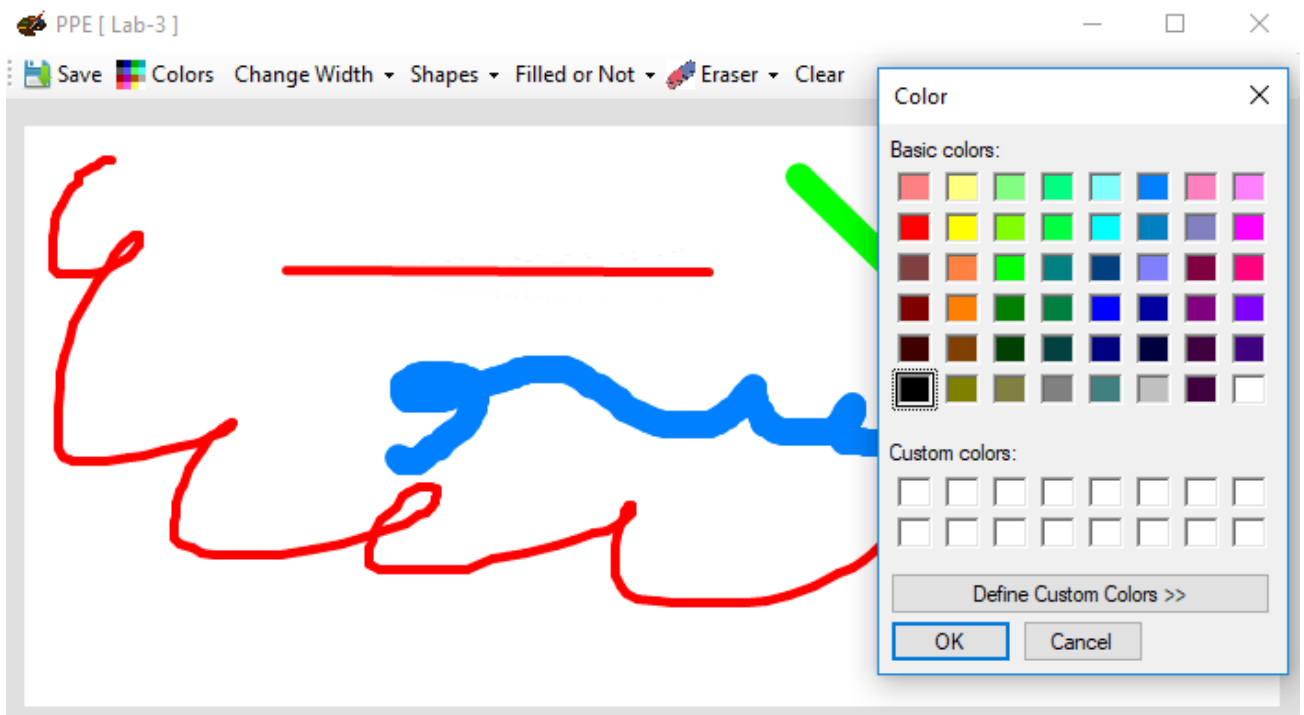 PPE [ Lab-3 ]
Save Colors Change Width Shapes Filled or Not Eraser Clear
Color
Basic colors:
Custom colors:
Define Custom Colors >>
OK Cancel